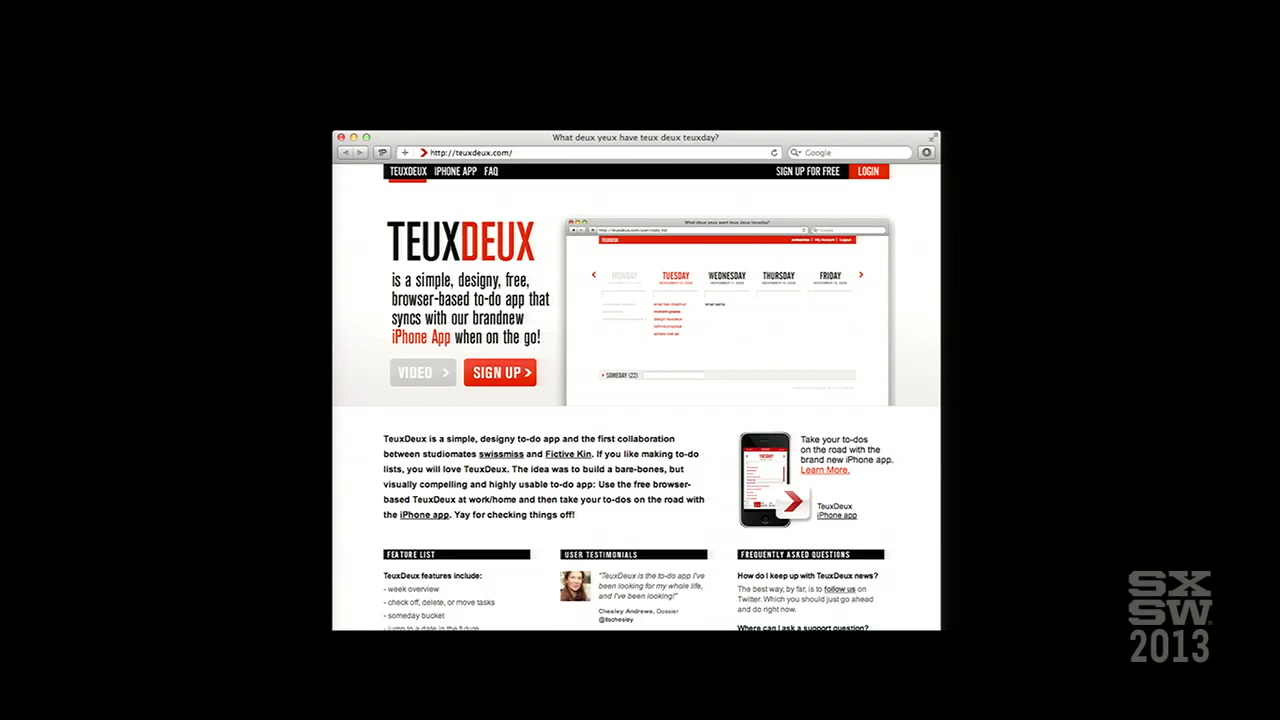 What deux yeux have teux deux teuxday?
http://teuxdeux.com/
Google
TEUXDEUX IPHONE APP FAQ
SIGN UP FOR FREE LOGIN
TEUXDEUX
is a simple, designy, free,
browser-based to-do app that
syncs with our brandnew
iPhone App when on the go!
VIDEO >
SIGN UP >
TEUXDEUX
My Account | Logout
MONDAY TUESDAY WEDNESDAY THURSDAY FRIDAY
SOMEDAY (22)
TeuxDeux is a simple, designy to-do app and the first collaboration
between studiomates swissmiss and Fictive Kin. If you like making to-do
lists, you will love TeuxDeux. The idea was to build a bare-bones, but
visually compelling and highly usable to-do app: Use the free browser-
based TeuxDeux at work/home and then take your to-dos on the road with
the iPhone app. Yay for checking things off!
Take your to-dos
on the road with the
brand new iPhone app.
Learn More.
TeuxDeux
iPhone app
FEATURE LIST
TeuxDeux features include:
- week overview
- check off, delete, or move tasks
- someday bucket
- jump to a date in the future
USER TESTIMONIALS
"TeuxDeux is the to-do app I've
been looking for my whole life,
and I've been looking!"
Chesley Andrews, Dossier
@itschesley
FREQUENTLY ASKED QUESTIONS
How do I keep up with TeuxDeux news?
The best way, by far, is to follow us on
Twitter. Which you should just go ahead
and do right now.
Where can I ask a support question?
SXSW
2013